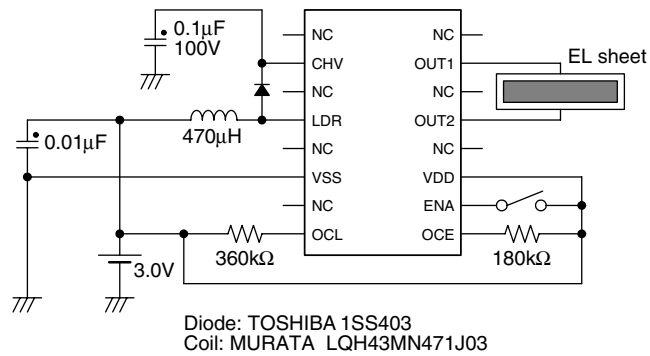 0.1μF
100V
NC
NC
CHV
OUT1
EL sheet
NC
NC
LDR
OUT2
0.01μF
470μH
NC
NC
VSS
VDD
NC
ENA
OCL
OCE
360kΩ
180kΩ
3.0V
Diode: TOSHIBA 1SS403
Coil: MURATA LQH43MN471J03